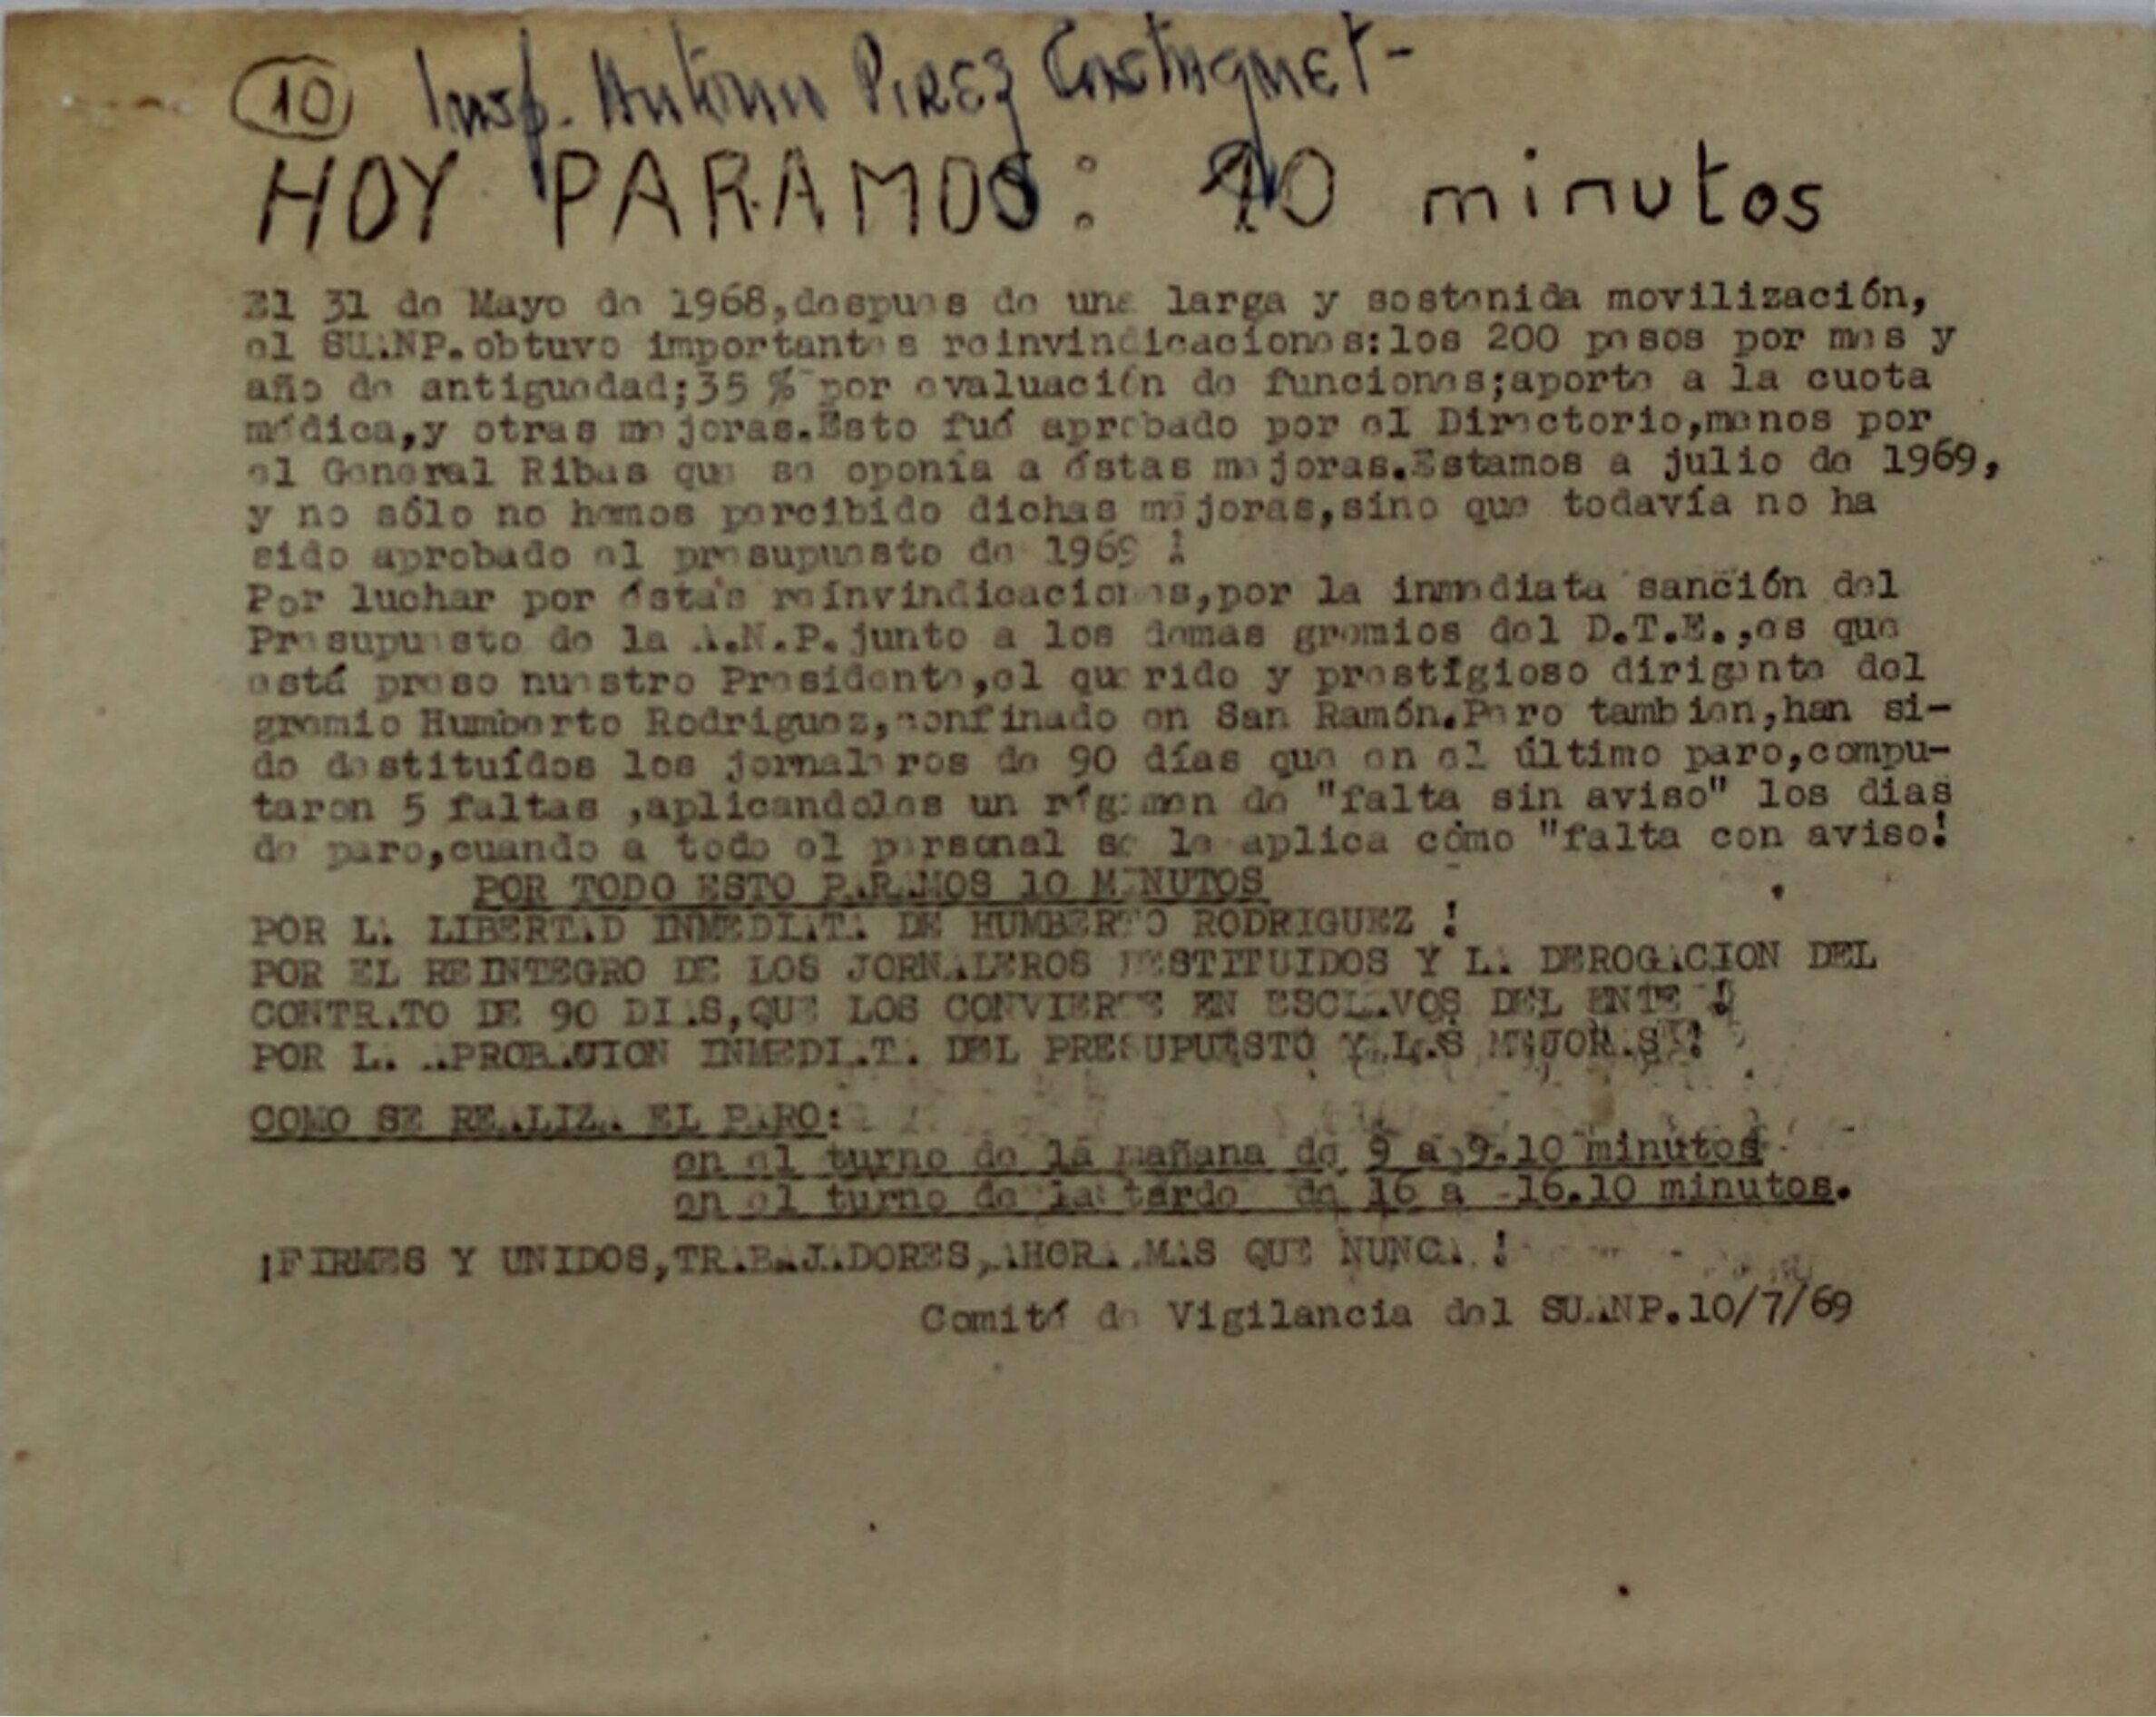 10 Insp. Antonio PIREZ CASTAGNET -
HOY PARAMOS: 10 minutos
El 31 de Mayo de 1968,despues de una larga y sostenida movilización,
el SUANP.obtuvo importantes reinvindicaciones:los 200 pesos por mes y
año de antiguedad;35 % por evaluación de funciones;aporte a la cuota
médica,y otras mejoras.Esto fué aprobado por el Directorio,menos por
el General Ribas que se oponía a éstas mejoras.Estamos a julio de 1969,
y no sólo no hemos percibido dichas mejoras,sino que todavía no ha
sido aprobado el presupuesto de 1969 !
Por luchar por éstas reinvindicaciones,por la inmediata sanción del
Presupuesto de la A.N.P.junto a los demas gremios del D.T.E.,es que
está preso nuestro Presidente,el querido y prestigioso dirigente del
gremio Humberto Rodriguez,confinado en San Ramón.Pero tambien,han si-
do destituídos los jornaleros de 90 días que en el último paro,compu-
taron 5 faltas ,aplicandoles un régimen de "falta sin aviso" los dias
de paro,cuando a todo el personal se le aplica como "falta con aviso!
POR TODO ESTO PARAMOS 10 MINUTOS
POR LA LIBERTAD INMEDIATA DE HUMBERTO RODRIGUEZ !
POR EL REINTEGRO DE LOS JORNALEROS DESTITUIDOS Y LA DEROGACION DEL
CONTRATO DE 90 DIAS,QUE LOS CONVIERTE EN ESCLAVOS DEL ENTE !
POR LA APROBACION INMEDIATA DEL PRESUPUESTO Y LAS MEJORAS !
COMO SE REALIZA EL PARO:
en el turno de la mañana de 9 a 9.10 minutos
en el turno de la tarde de 16 a 16.10 minutos.
¡FIRMES Y UNIDOS,TRABAJADORES,AHORA MAS QUE NUNCA !
Comité de Vigilancia del SUANP.10/7/69